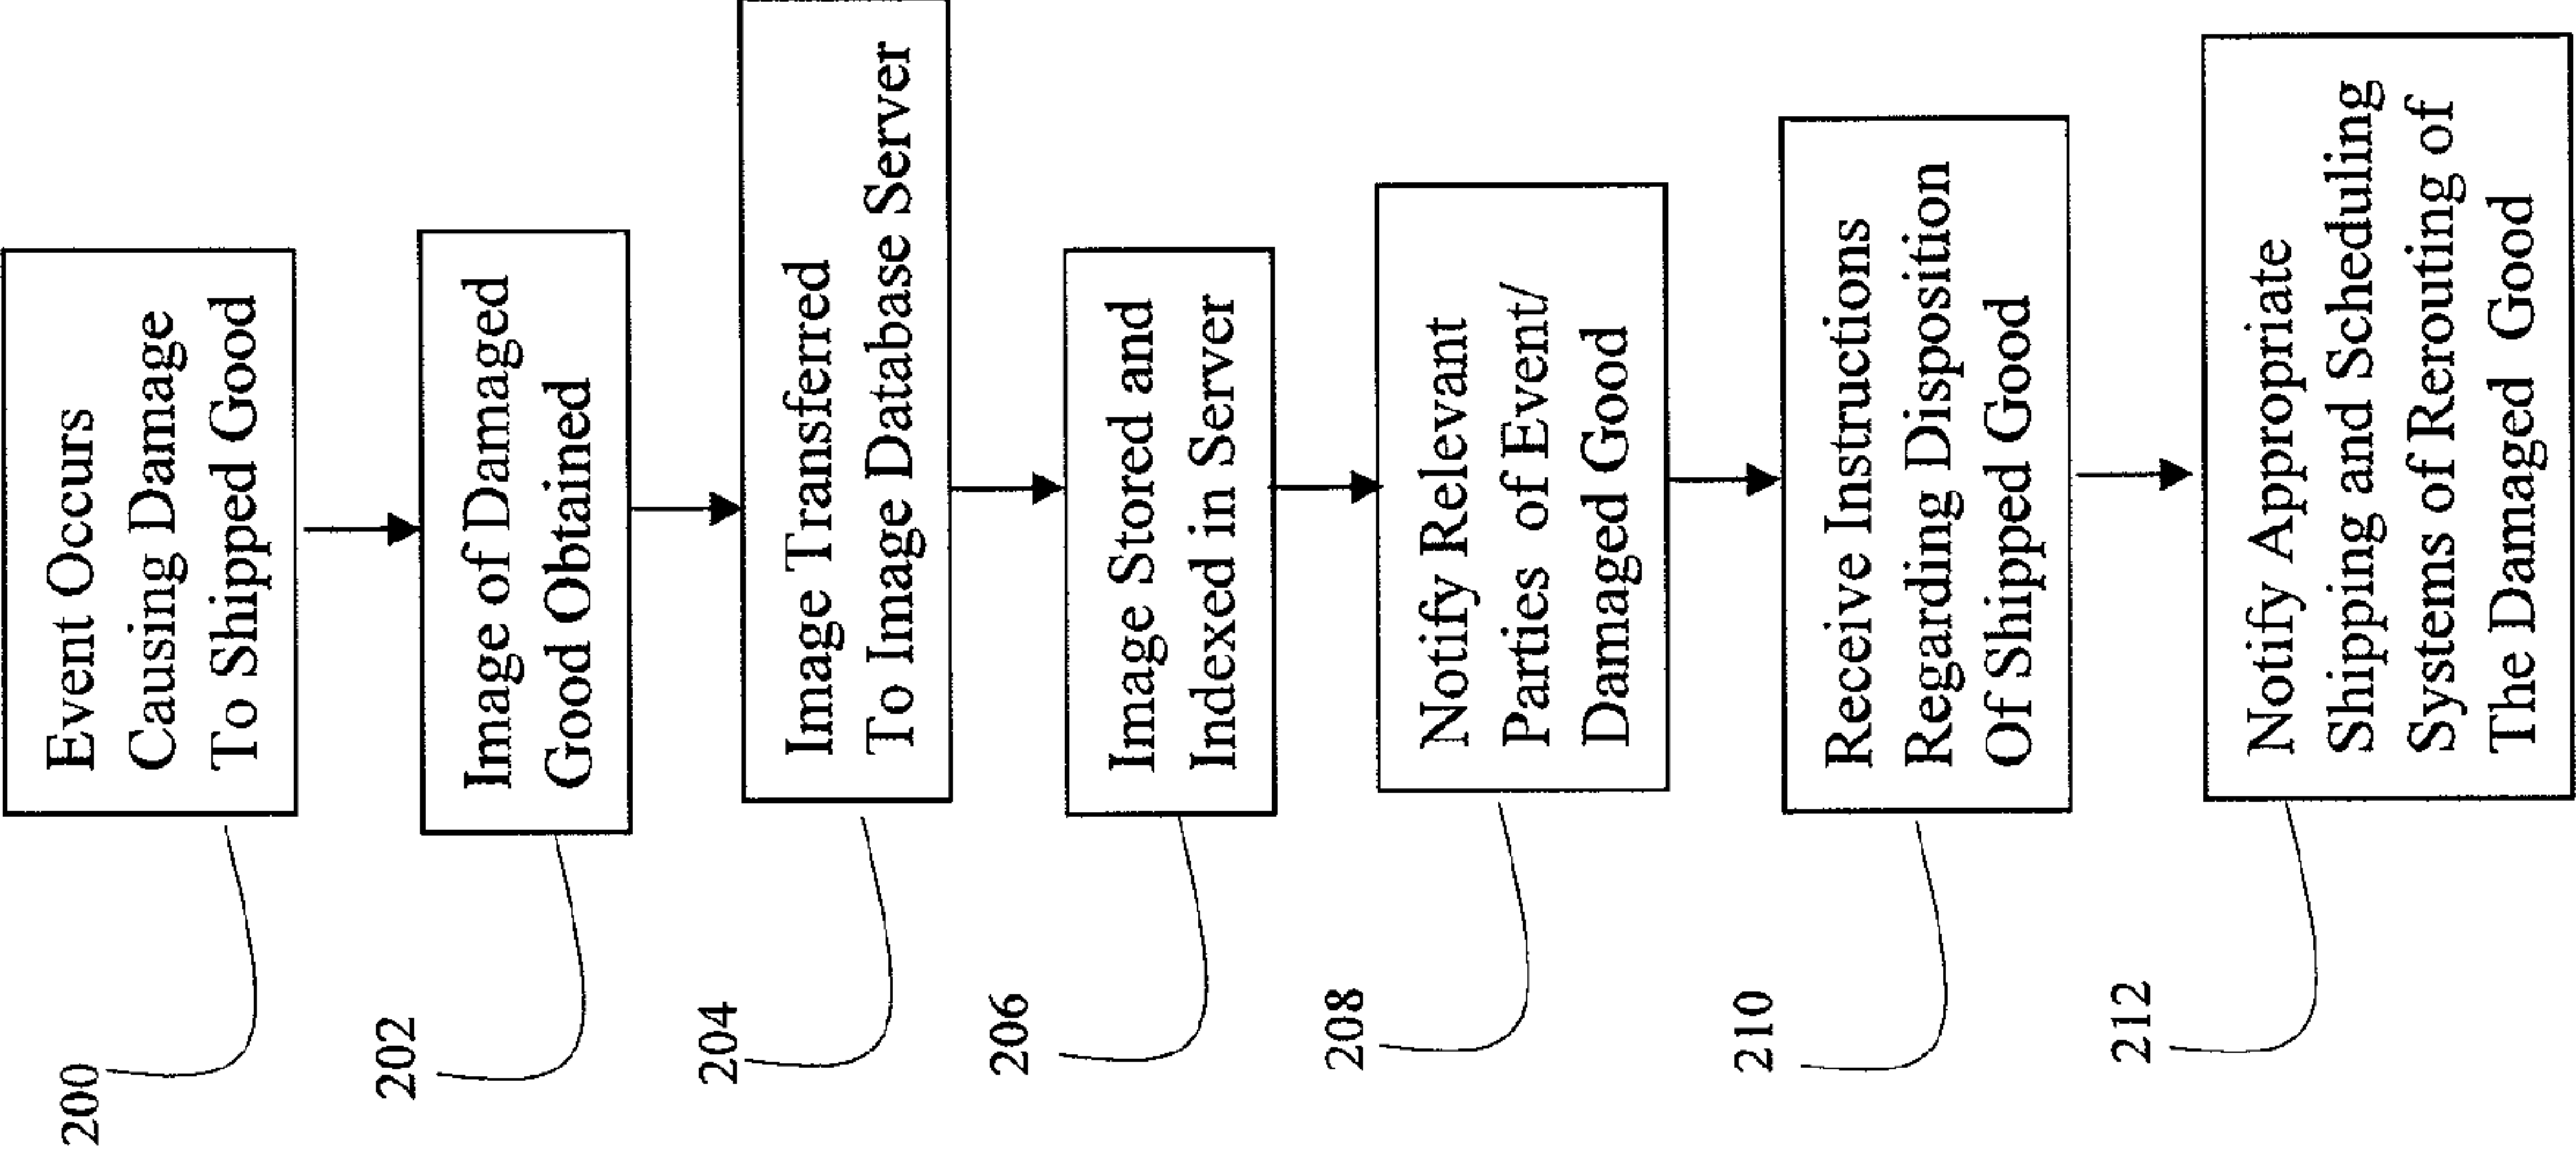 200
Event Occurs
Causing Damage
To Shipped Good
202
Image of Damaged
Good Obtained
204
Image Transferred
To Image Database Server
206
Image Stored and
Indexed in Server
208
Notify Relevant
Parties of Event/
Damaged Good
210
Receive Instructions
Regarding Disposition
Of Shipped Good
212
Notify Appropriate
Shipping and Scheduling
Systems of Rerouting of
The Damaged Good